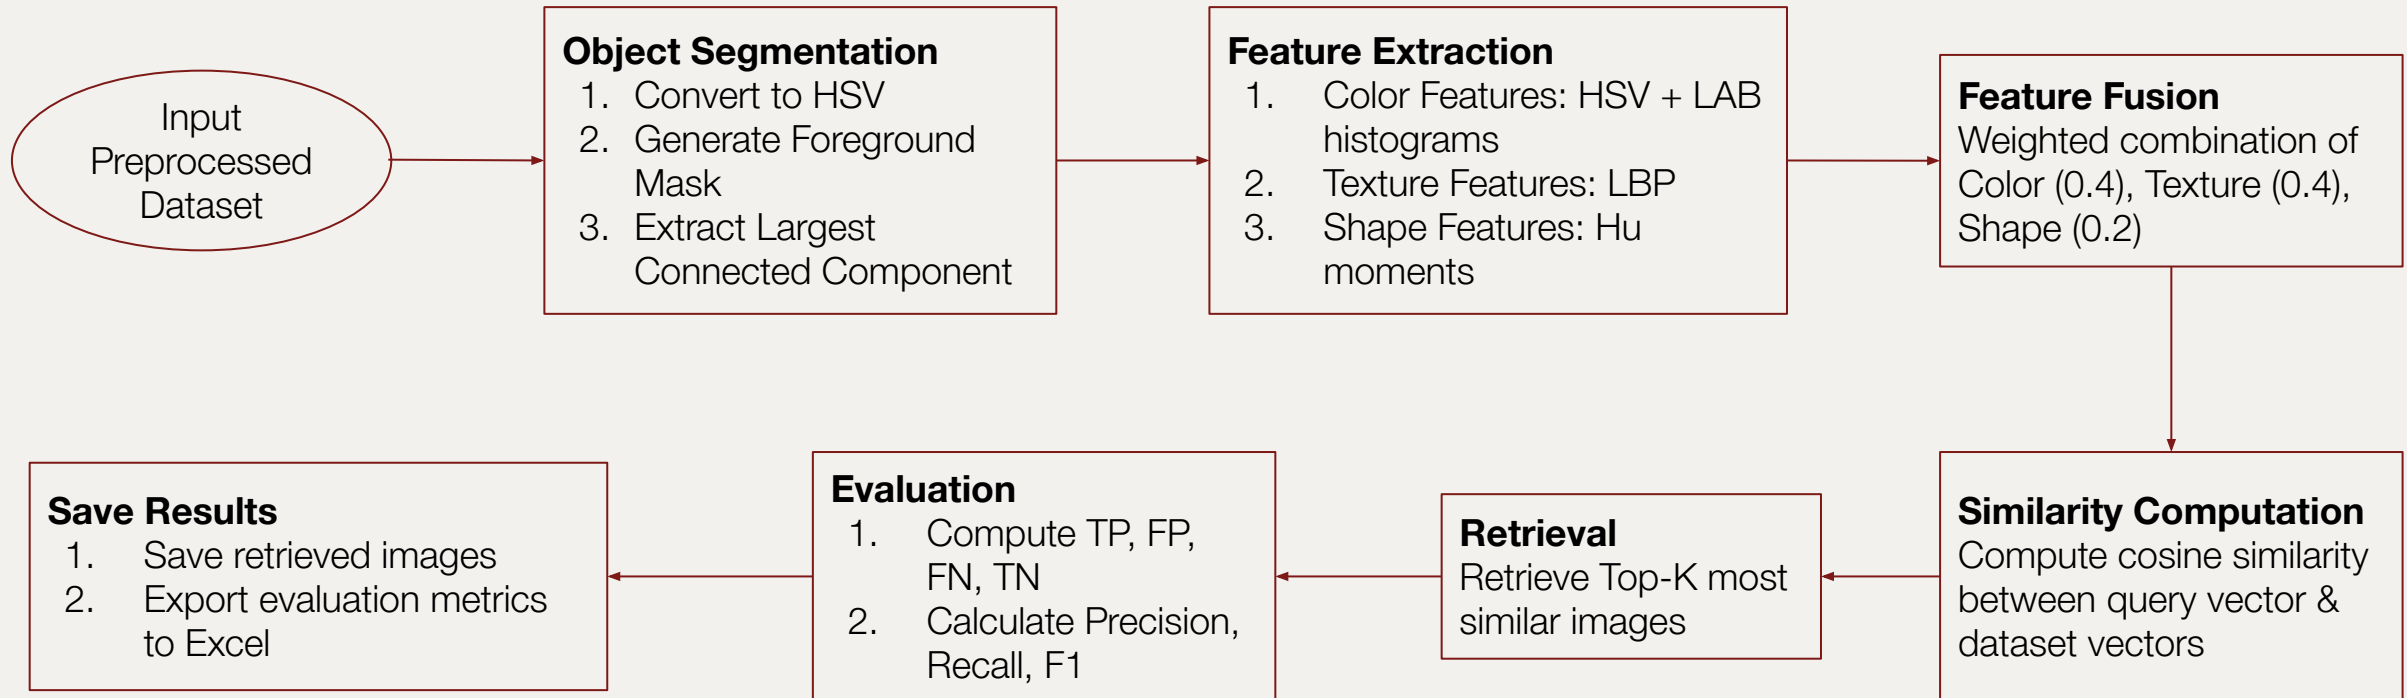 Input
Preprocessed
Dataset
Object Segmentation
1. Convert to HSV
2. Generate Foreground
Mask
3. Extract Largest
Connected Component
Feature Extraction
1. Color Features: HSV + LAB
histograms
2. Texture Features: LBP
3. Shape Features: Hu
moments
Feature Fusion
Weighted combination of
Color (0.4), Texture (0.4),
Shape (0.2)
Similarity Computation
Compute cosine similarity
between query vector &
dataset vectors
Retrieval
Retrieve Top-K most
similar images
Evaluation
1. Compute TP, FP,
FN, TN
2. Calculate Precision,
Recall, F1
Save Results
1. Save retrieved images
2. Export evaluation metrics
to Excel